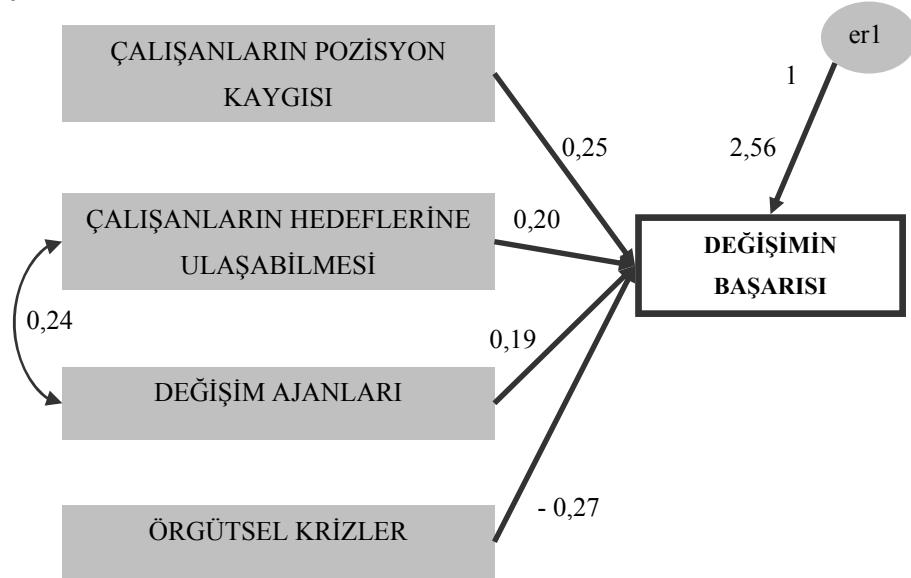 ÇALIŞANLARIN POZİSYON
KAYGISI
er1
1
0,25
2,56
ÇALIŞANLARIN HEDEFLERİNE
ULAŞABİLMESİ
0,20
DEĞİŞİMİN
BAŞARISI
0,24
0,19
DEĞİŞİM AJANLARI
- 0,27
ÖRGÜTSEL KRİZLER